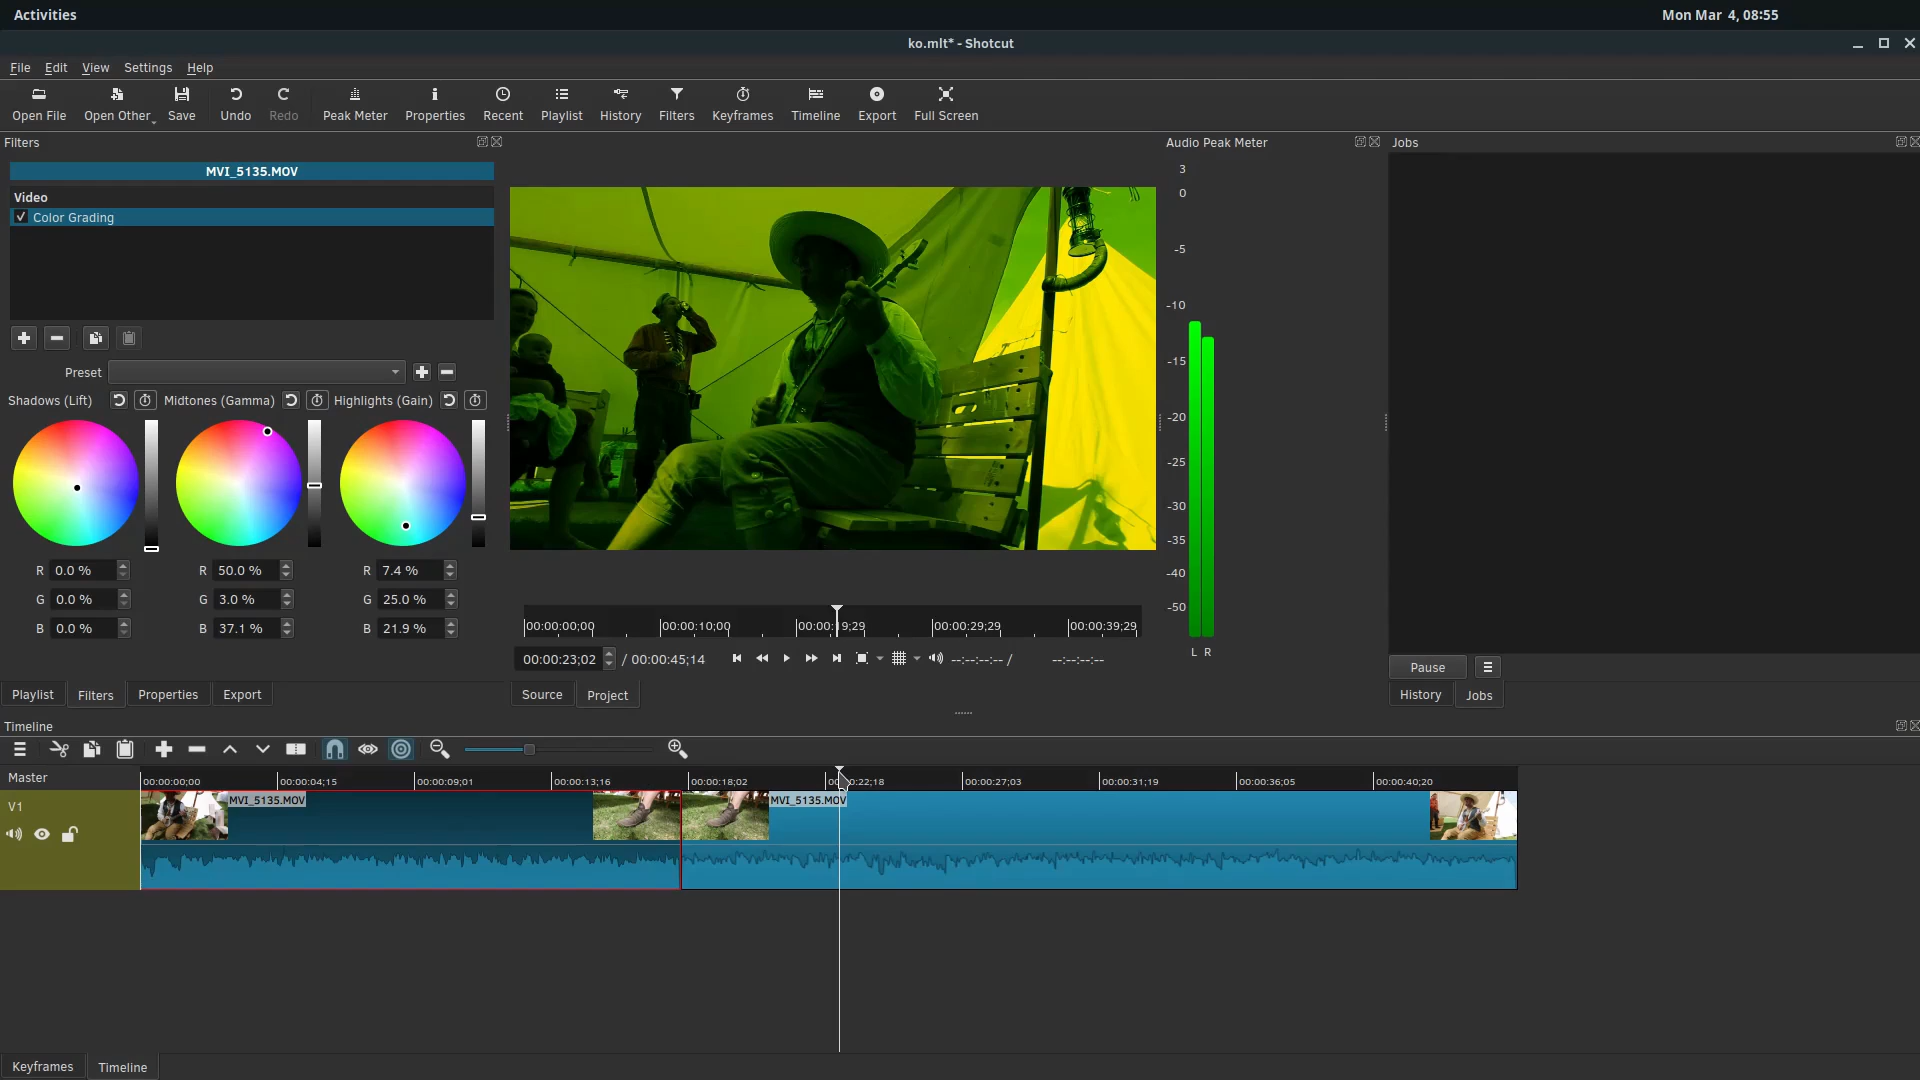 Activities
Mon Mar 4, 08:55
ko.mlt* - Shotcut
File Edit View Settings Help
Open File Open Other Save Undo Redo Peak Meter Properties Recent Playlist History Filters Keyframes Timeline Export Full Screen
Filters
Audio Peak Meter
Jobs
MVI_5135.MOV
Video
Color Grading
Preset
Shadows (Lift) Midtones (Gamma) Highlights (Gain)
R 0.0 % R 50.0 % R 7.4 %
G 0.0 % G 3.0 % G 25.0 %
B 0.0 % B 37.1 % B 21.9 %
3
0
-5
-10
-15
-20
-25
-30
-35
-40
-50
L R
00:00:00;00 00:00:10;00 00:00:19;29 00:00:29;29 00:00:39;29
00:00:23;02 / 00:00:45;14 --:--:--:-- / --:--:--:--
Pause
Playlist Filters Properties Export
Source Project
History Jobs
Timeline
Master
00:00:00;00 00:00:04;15 00:00:09;01 00:00:13;16 00:00:18;02 00:00:22;18 00:00:27;03 00:00:31;19 00:00:36;05 00:00:40;20
V1
MVI_5135.MOV MVI_5135.MOV
Keyframes Timeline